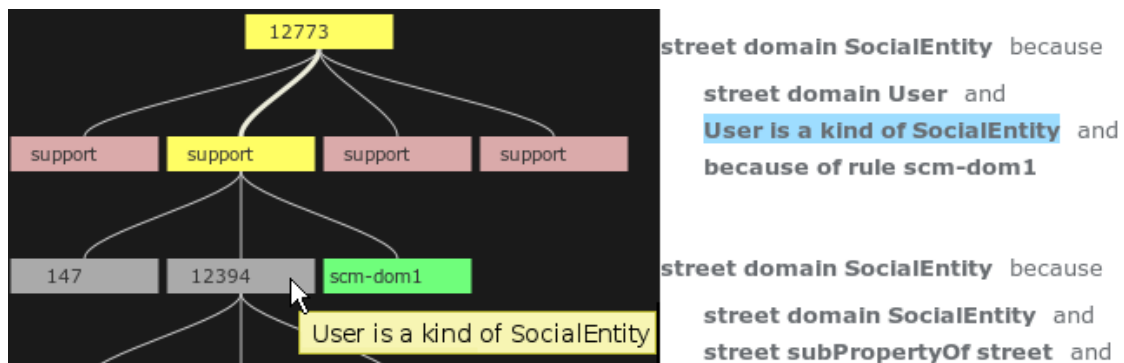 12773
support support support support
147 12394 scm-dom1
User is a kind of SocialEntity
street domain SocialEntity because
street domain User and
User is a kind of SocialEntity and
because of rule scm-dom1
street domain SocialEntity because
street domain SocialEntity and
street subPropertyOf street and